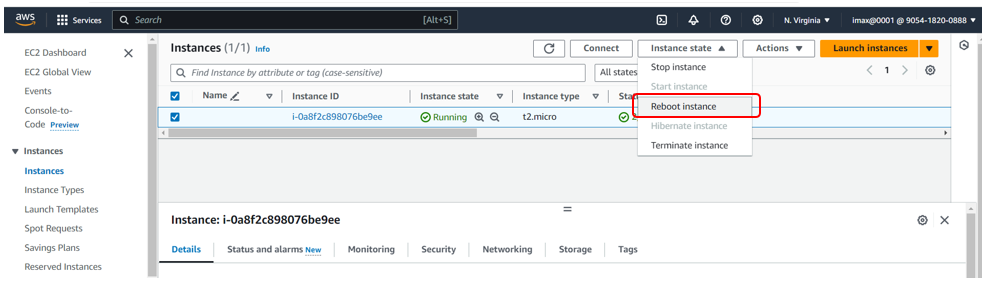 aws Services Search [Alt+S] N. Virginia imax@0001 @ 9054-1820-0888
EC2 Dashboard
EC2 Global View
Events
Console-to-
Code Preview
Instances
Instances
Instance Types
Launch Templates
Spot Requests
Savings Plans
Reserved Instances
Instances (1/1) Info Connect Instance state Actions Launch instances
Find Instance by attribute or tag (case-sensitive) All states 1
Name Instance ID Instance state Instance type Stat
i-0a8f2c898076be9ee Running t2.micro 2
Stop instance
Start instance
Reboot instance
Hibernate instance
Terminate instance
Instance: i-0a8f2c898076be9ee
Details Status and alarms New Monitoring Security Networking Storage Tags